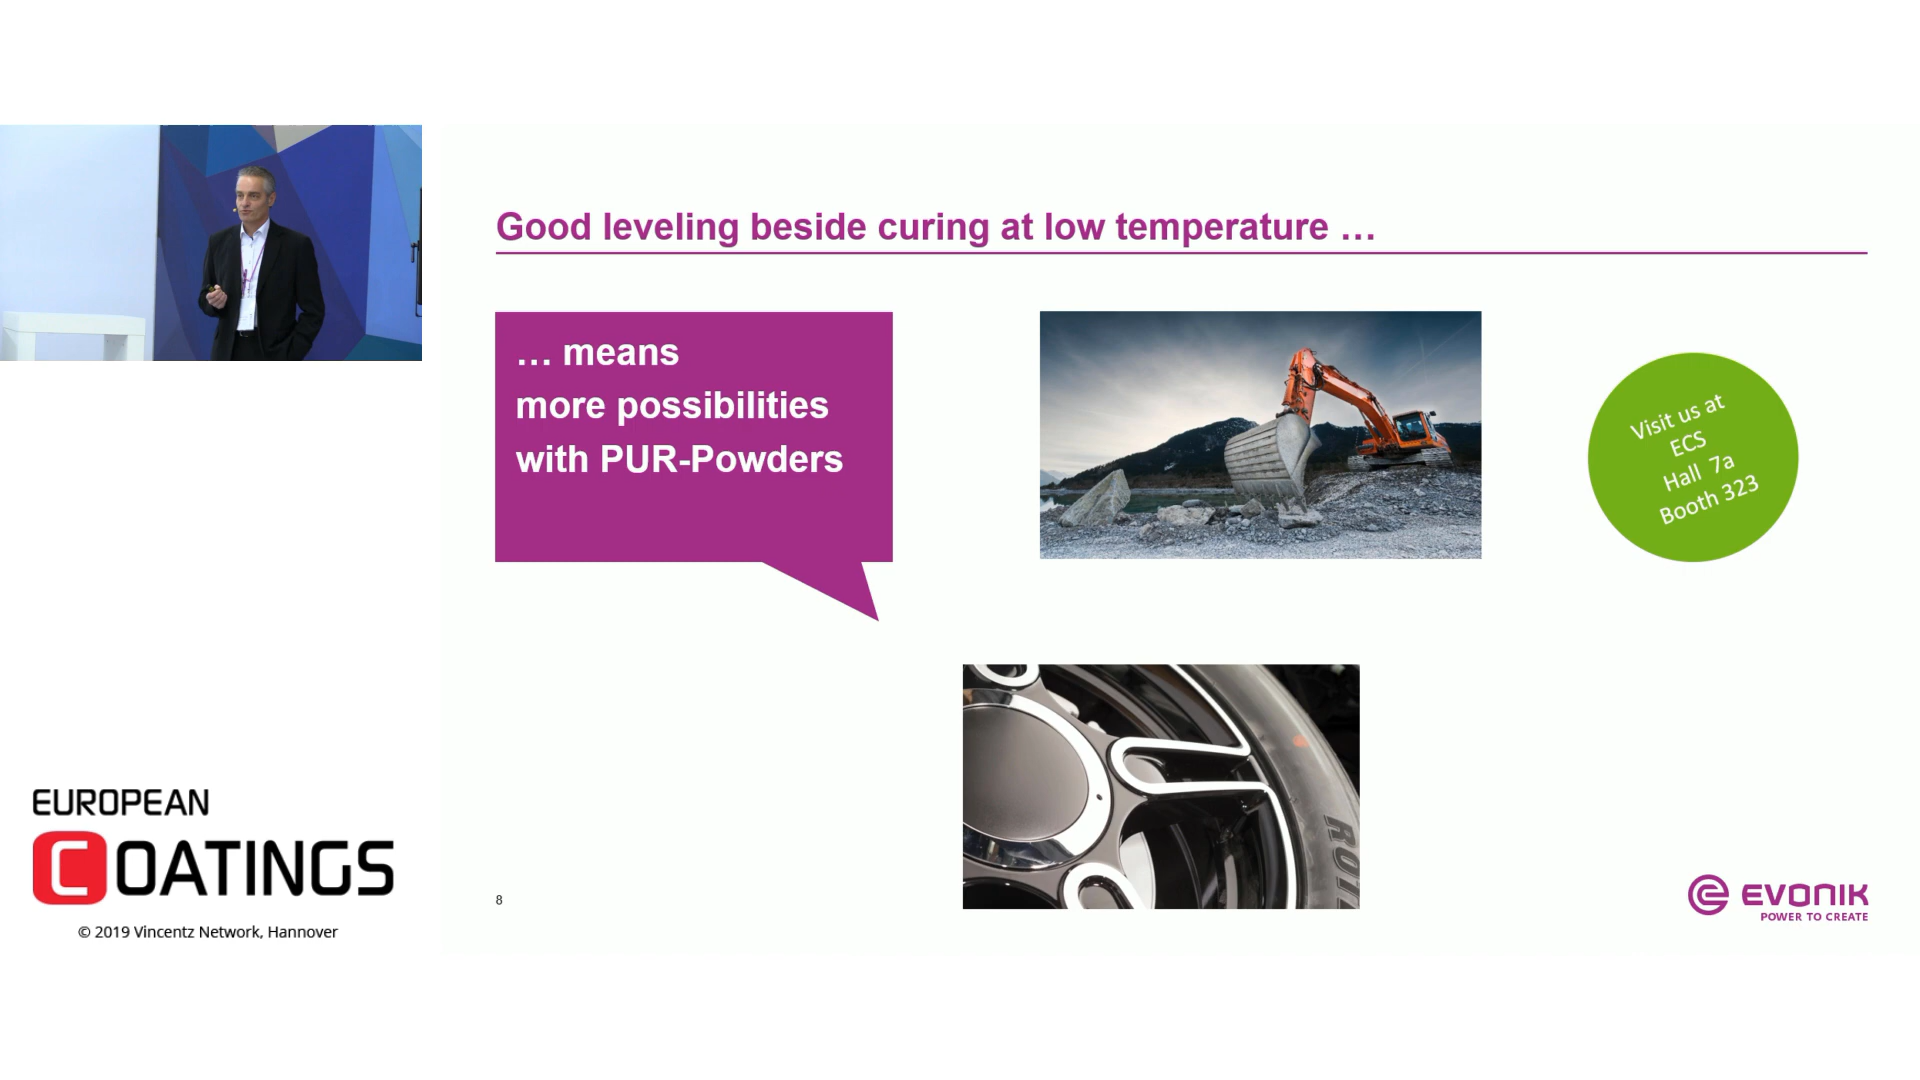 Good leveling beside curing at low temperature …
… means
more possibilities
with PUR-Powders
Visit us at
ECS
Hall 7a
Booth 323
EUROPEAN
COATINGS
© 2019 Vincentz Network, Hannover
8
EVONIK
POWER TO CREATE